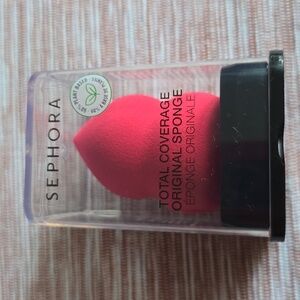 SEPHORA
TOTAL COVERAGE
ORIGINAL SPONGE
ÉPONGE ORIGINALE